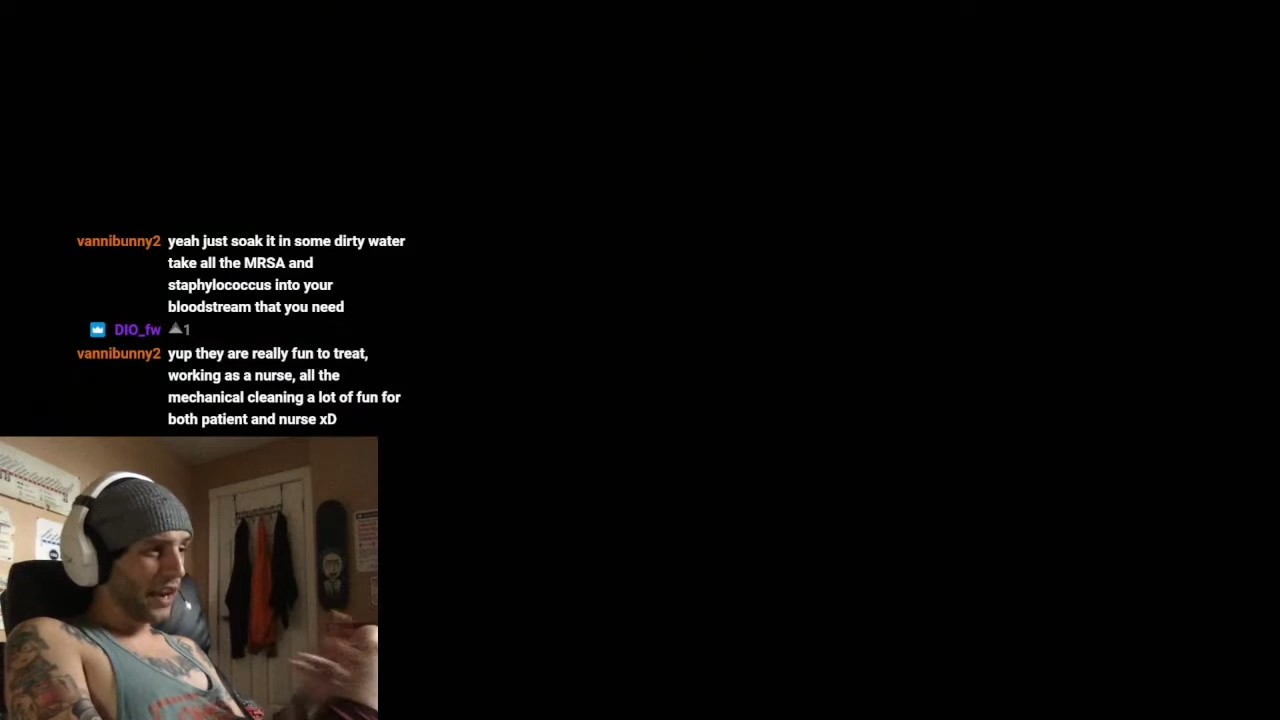 vannibunny2 yeah just soak it in some dirty water
take all the MRSA and
staphylococcus into your
bloodstream that you need
DIO_fw 1
vannibunny2 yup they are really fun to treat,
working as a nurse, all the
mechanical cleaning a lot of fun for
both patient and nurse xD